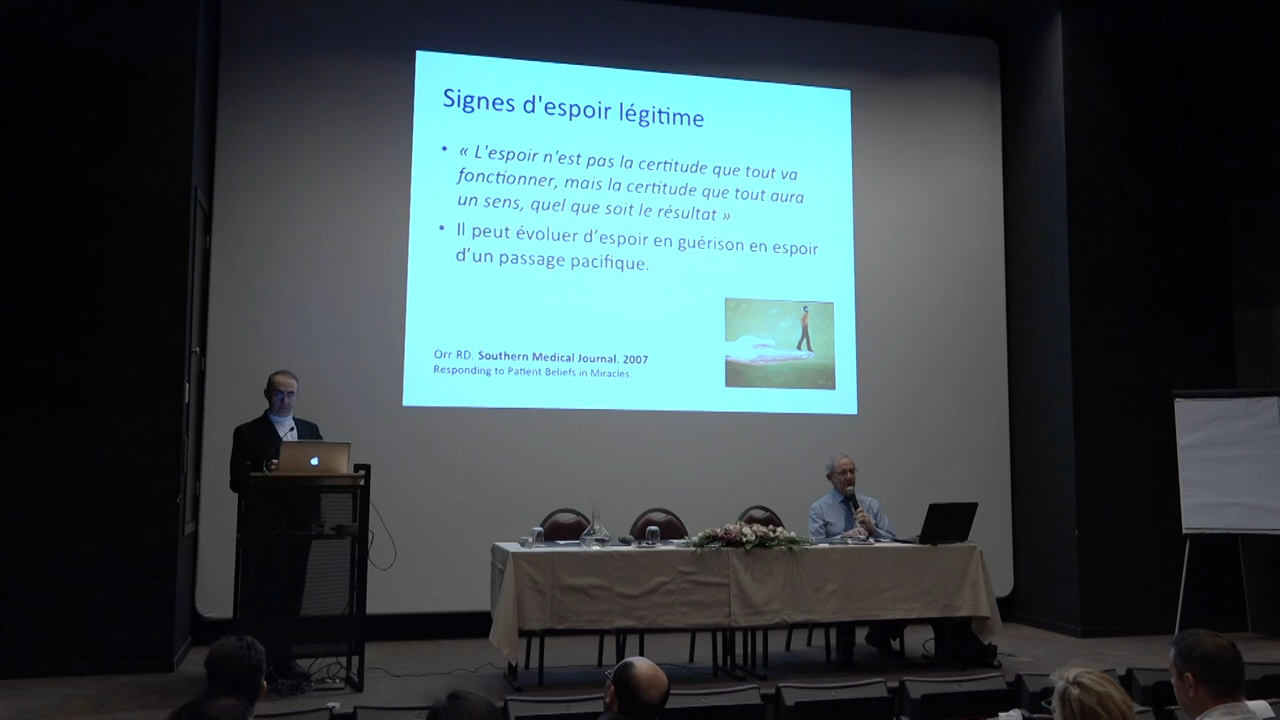 Signes d'espoir légitime
• « L'espoir n'est pas la certitude que tout va
fonctionner, mais la certitude que tout aura
un sens, quel que soit le résultat »
• Il peut évoluer d’espoir en guérison en espoir
d’un passage pacifique.
Orr RD. Southern Medical Journal. 2007
Responding to Patient Beliefs in Miracles.